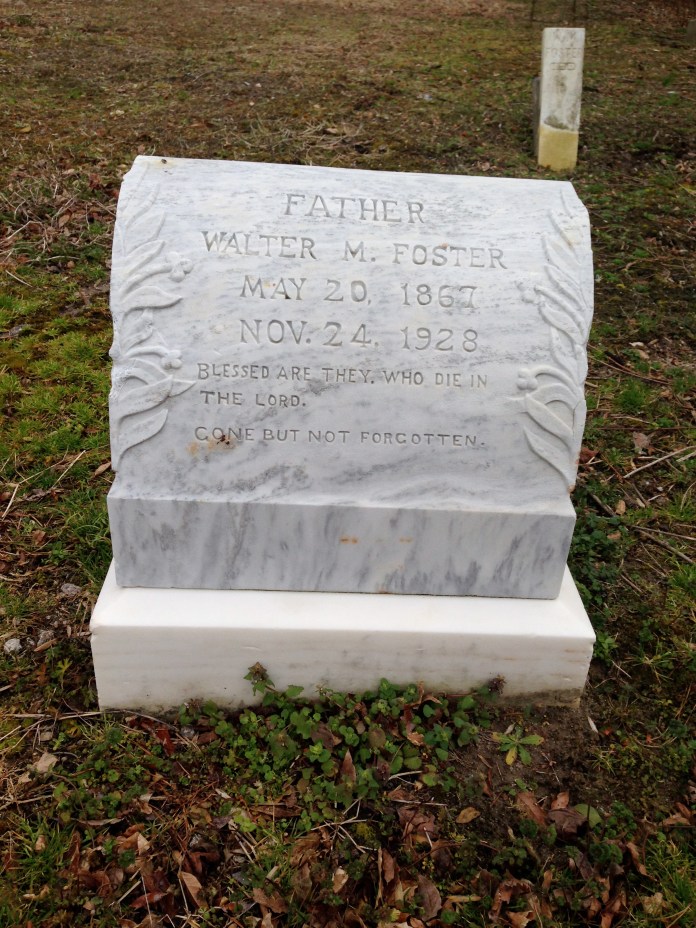 FOSTER
FATHER
WALTER M. FOSTER
MAY 20, 1867
NOV. 24, 1928
BLESSED ARE THEY, WHO DIE IN
THE LORD.
GONE BUT NOT FORGOTTEN.